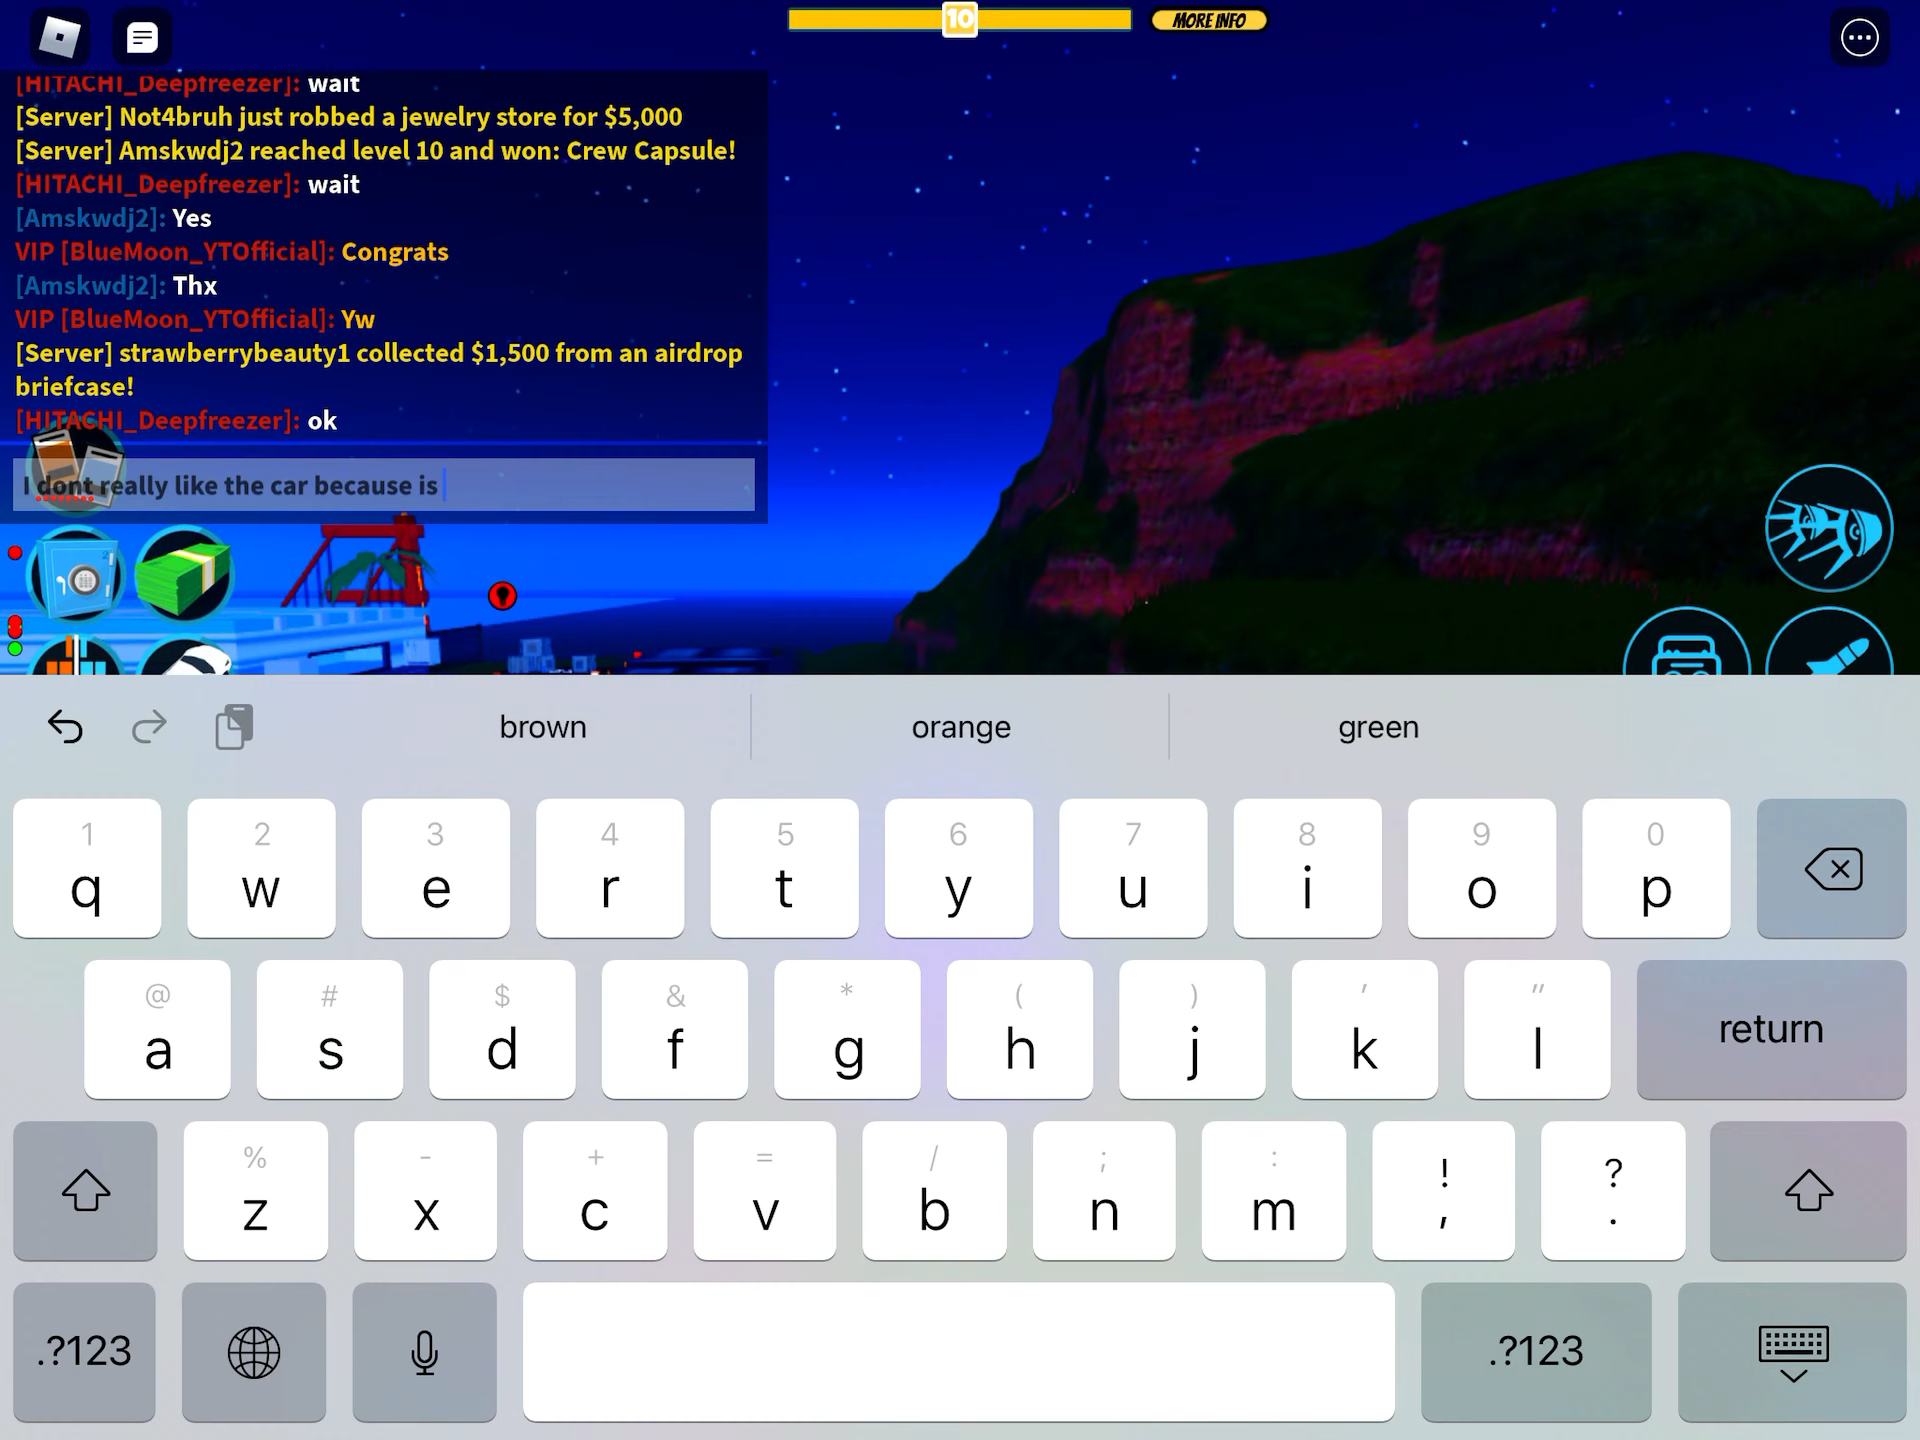 10
MORE INFO
[HITACHI_Deepfreezer]: wait
[Server] Not4bruh just robbed a jewelry store for $5,000
[Server] Amskwdj2 reached level 10 and won: Crew Capsule!
[HITACHI_Deepfreezer]: wait
[Amskwdj2]: Yes
VIP [BlueMoon_YTOfficial]: Congrats
[Amskwdj2]: Thx
VIP [BlueMoon_YTOfficial]: Yw
[Server] strawberrybeauty1 collected $1,500 from an airdrop
briefcase!
[HITACHI_Deepfreezer]: ok
I dont really like the car because is
brown orange green
1 2 3 4 5 6 7 8 9 0
q w e r t y u i o p
@ # $ & * ( ) ' "
a s d f g h j k l return
% - + = / ; : ! ?
z x c v b n m , .
.?123 .?123